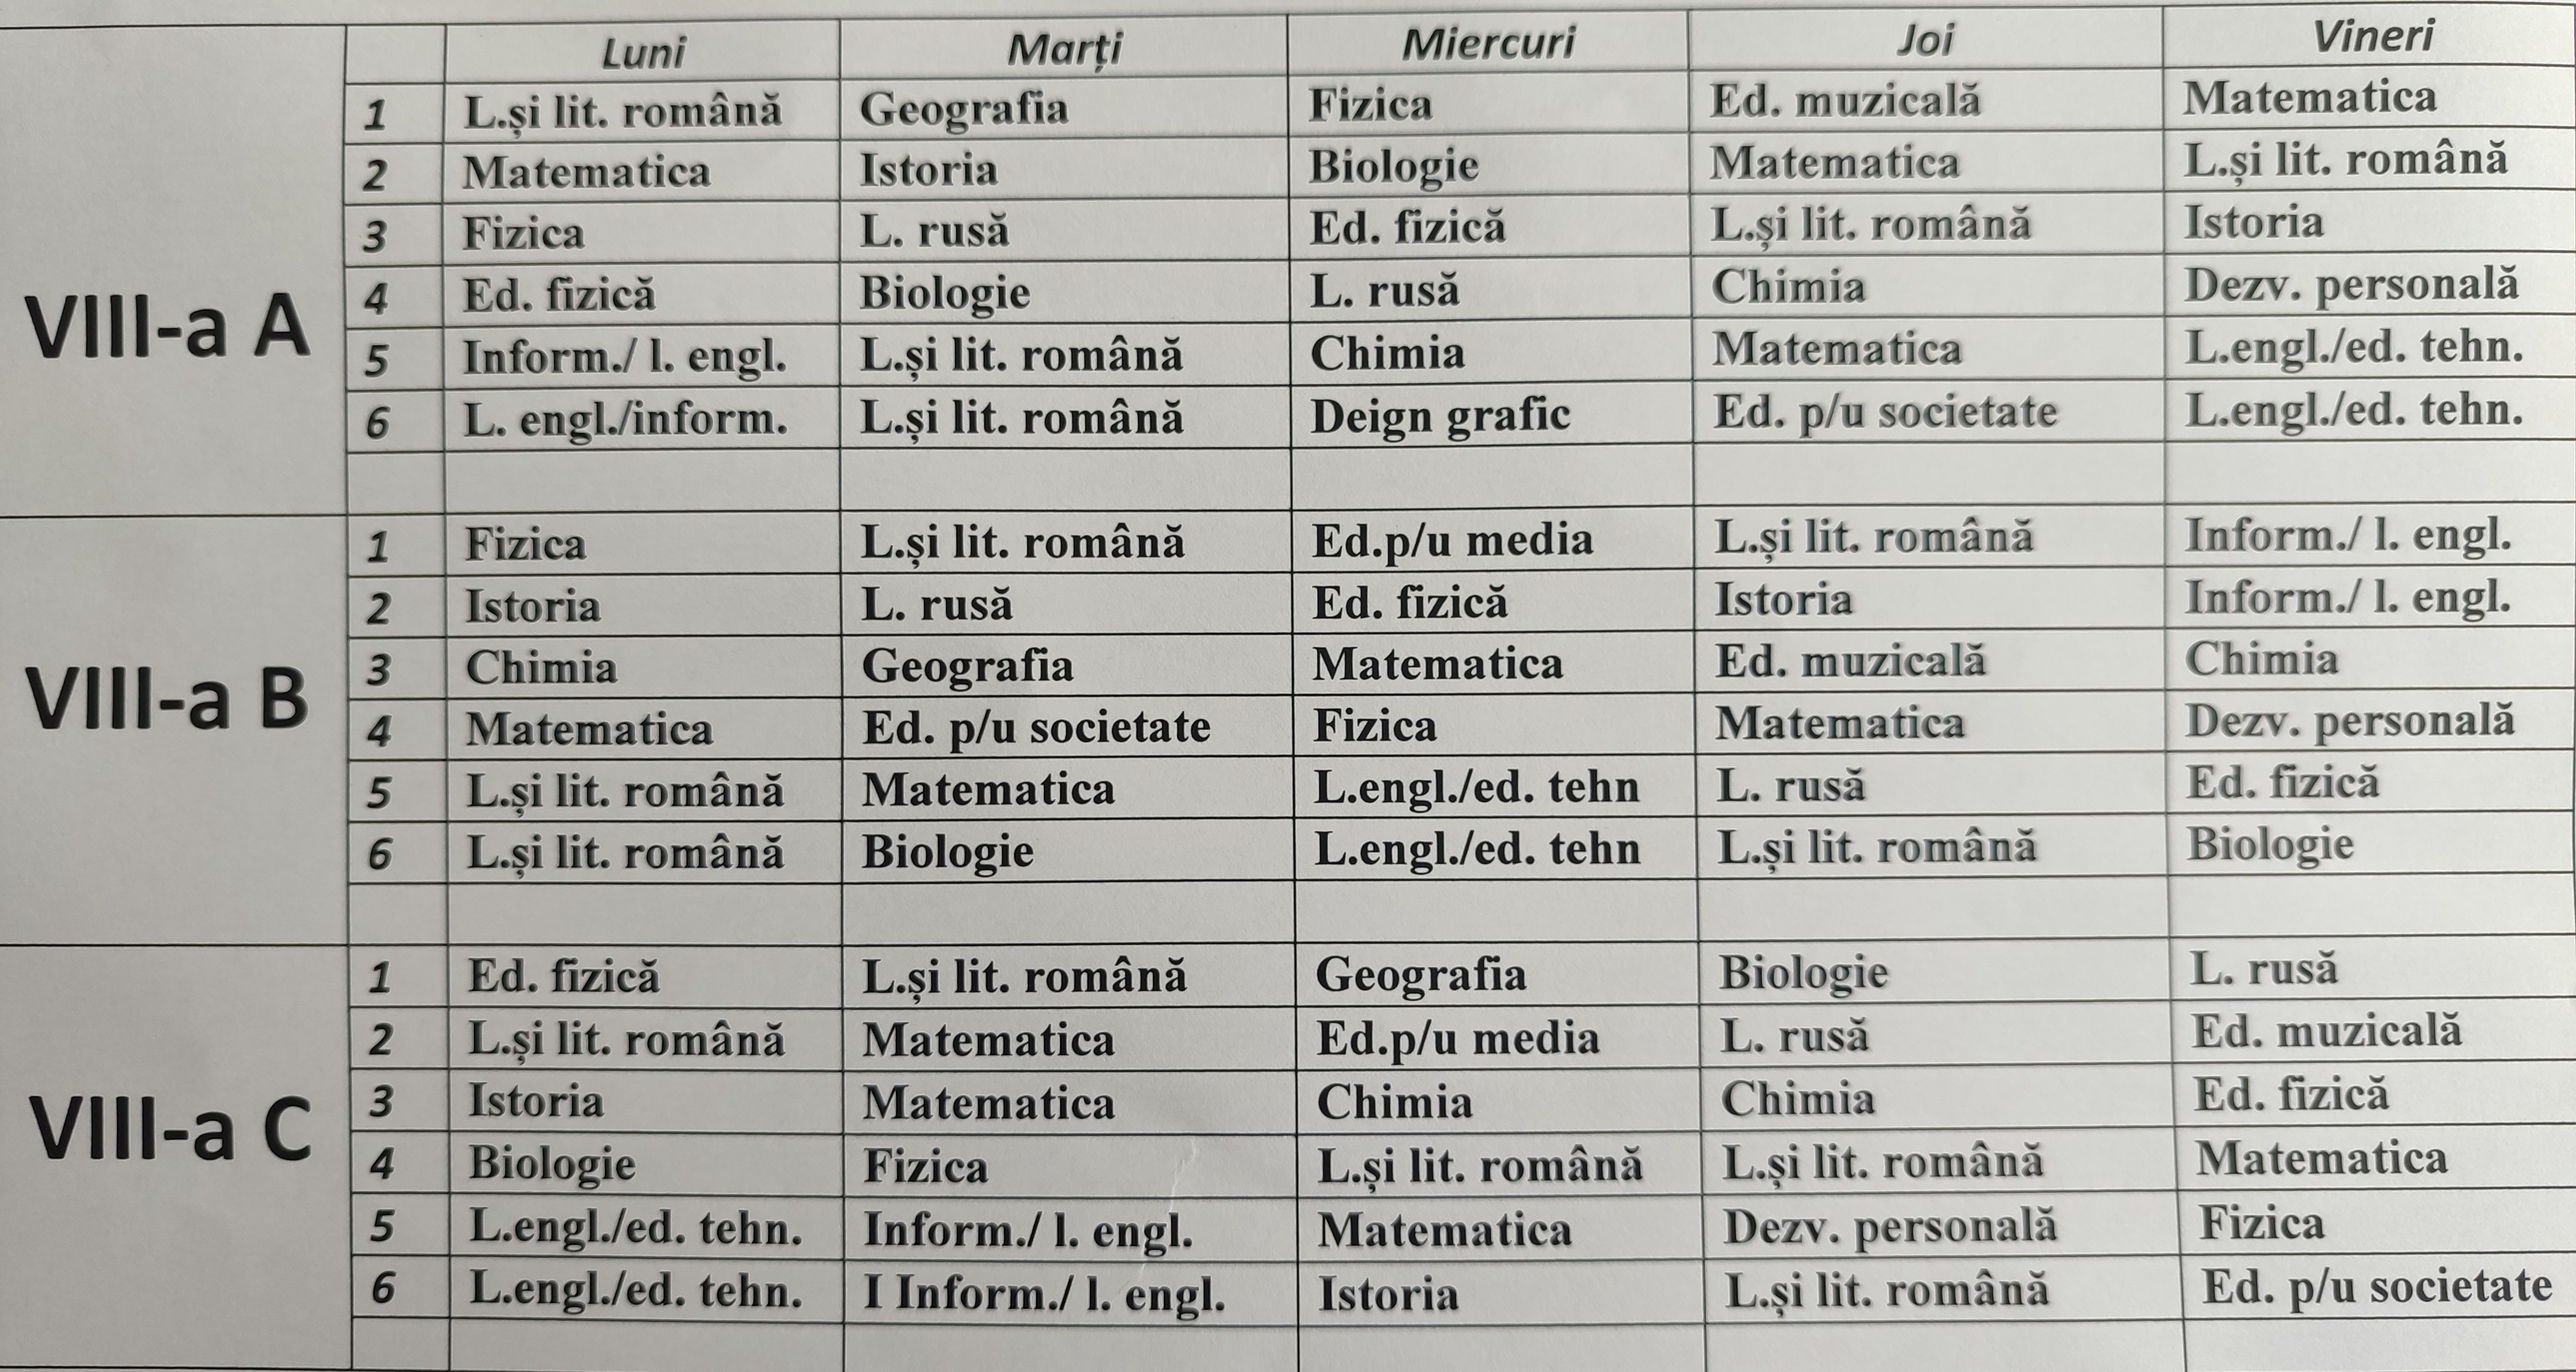 Luni Marți Miercuri Joi Vineri
VIII-a A
1 L.și lit. română Geografia Fizica Ed. muzicală Matematica
2 Matematica Istoria Biologie Matematica L.și lit. română
3 Fizica L. rusă Ed. fizică L.și lit. română Istoria
4 Ed. fizică Biologie L. rusă Chimia Dezv. personală
5 Inform./ l. engl. L.și lit. română Chimia Matematica L.engl./ed. tehn.
6 L. engl./inform. L.și lit. română Deign grafic Ed. p/u societate L.engl./ed. tehn.
VIII-a B
1 Fizica L.și lit. română Ed.p/u media L.și lit. română Inform./ l. engl.
2 Istoria L. rusă Ed. fizică Istoria Inform./ l. engl.
3 Chimia Geografia Matematica Ed. muzicală Chimia
4 Matematica Ed. p/u societate Fizica Matematica Dezv. personală
5 L.și lit. română Matematica L.engl./ed. tehn L. rusă Ed. fizică
6 L.și lit. română Biologie L.engl./ed. tehn L.și lit. română Biologie
VIII-a C
1 Ed. fizică L.și lit. română Geografia Biologie L. rusă
2 L.și lit. română Matematica Ed.p/u media L. rusă Ed. muzicală
3 Istoria Matematica Chimia Chimia Ed. fizică
4 Biologie Fizica L.și lit. română L.și lit. română Matematica
5 L.engl./ed. tehn. Inform./ l. engl. Matematica Dezv. personală Fizica
6 L.engl./ed. tehn. I Inform./ l. engl. Istoria L.și lit. română Ed. p/u societate